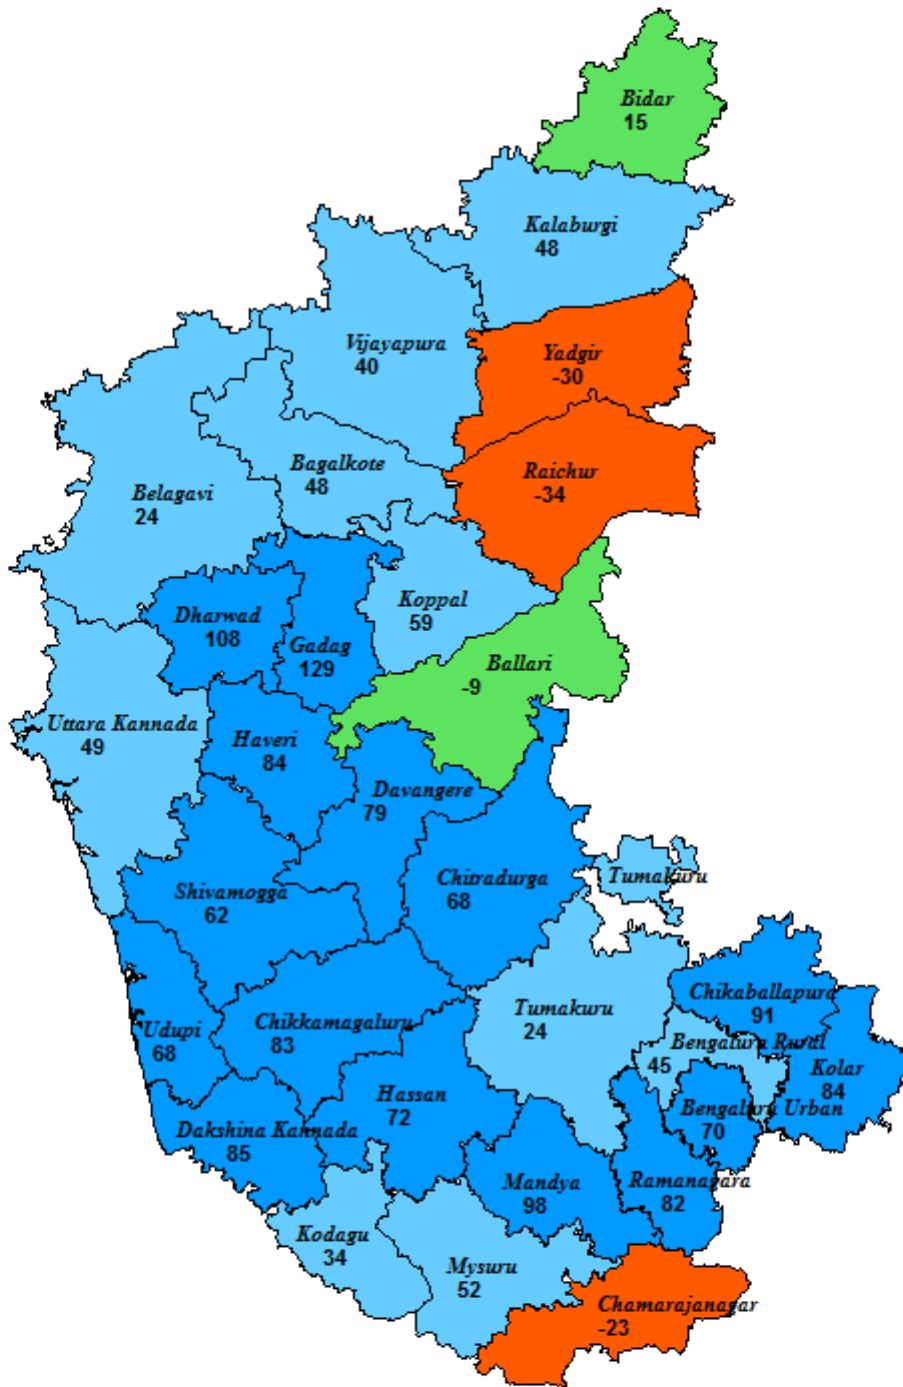 Bidar
15
Kalaburgi
48
Vijayapura
40
Yadgir
-30
Bagalkote
48
Raichur
-34
Belagavi
24
Koppal
59
Dharwad
108
Gadag
129
Ballari
-9
Uttara Kannada
49
Haveri
84
Davangere
79
Chitradurga
68
Tumakuru
Shivamogga
62
Chikaballapura
91
Tumakuru
24
Udupi
68
Chikkamagaluru
83
Bengalura Rural
45
Kolar
84
Hassan
72
Bengaluru Urban
70
Dakshina Kannada
85
Mandya
98
Ramanagara
82
Kodagu
34
Mysuru
52
Chamarajanagar
-23